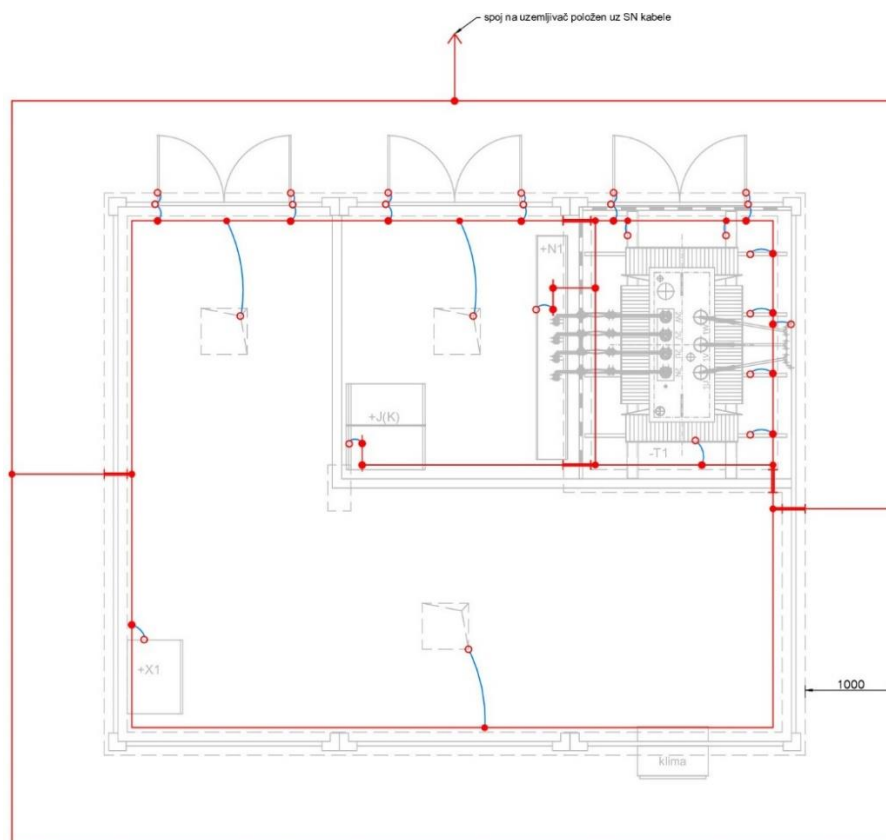 spoj na uzemljivač položen uz SN kabele
+N1
+J(K)
-T1
+X1
1000
klima